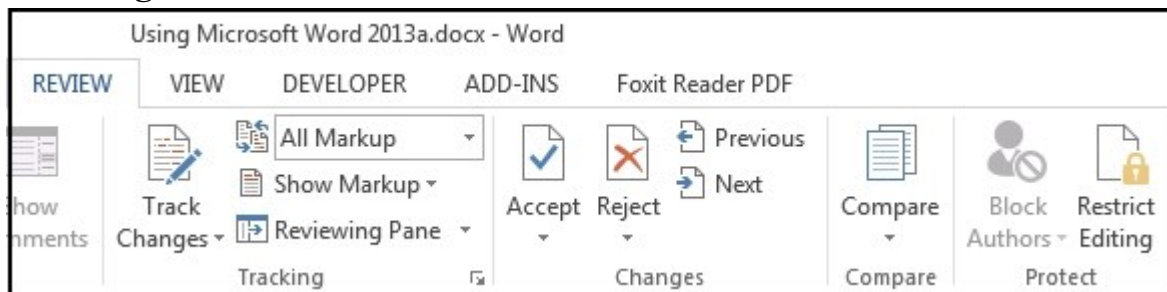 Using Microsoft Word 2013a.docx - Word
REVIEW VIEW DEVELOPER ADD-INS Foxit Reader PDF
All Markup
Show Markup
Reviewing Pane
Track
Changes
Tracking
Accept Reject
Previous
Next
Changes
Compare
Compare
Block
Authors
Restrict
Editing
Protect